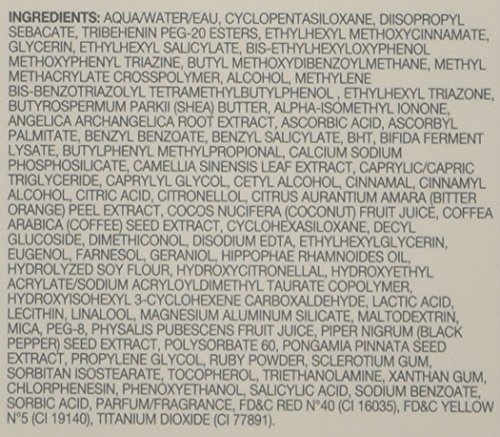 INGREDIENTS: AQUA/WATER/EAU, CYCLOPENTASILOXANE, DIISOPROPYL
SEBACATE, TRIBEHENIN PEG-20 ESTERS, ETHYLHEXYL METHOXYCINNAMATE,
GLYCERIN, ETHYLHEXYL SALICYLATE, BIS-ETHYLHEXYLOXYPHENOL
METHOXYPHENYL TRIAZINE, BUTYL METHOXYDIBENZOYLMETHANE, METHYL
METHACRYLATE CROSSPOLYMER, ALCOHOL, METHYLENE
BIS-BENZOTRIAZOLYL TETRAMETHYLBUTYLPHENOL , ETHYLHEXYL TRIAZONE,
BUTYROSPERMUM PARKII (SHEA) BUTTER, ALPHA-ISOMETHYL IONONE,
ANGELICA ARCHANGELICA ROOT EXTRACT, ASCORBIC ACID, ASCORBYL
PALMITATE, BENZYL BENZOATE, BENZYL SALICYLATE, BHT, BIFIDA FERMENT
LYSATE, BUTYLPHENYL METHYLPROPIONAL, CALCIUM SODIUM
PHOSPHOSILICATE, CAMELLIA SINENSIS LEAF EXTRACT, CAPRYLIC/CAPRIC
TRIGLYCERIDE, CAPRYLYL GLYCOL, CETYL ALCOHOL, CINNAMAL, CINNAMYL
ALCOHOL, CITRIC ACID, CITRONELLOL, CITRUS AURANTIUM AMARA (BITTER
ORANGE) PEEL EXTRACT, COCOS NUCIFERA (COCONUT) FRUIT JUICE, COFFEA
ARABICA (COFFEE) SEED EXTRACT, CYCLOHEXASILOXANE, DECYL
GLUCOSIDE, DIMETHICONOL, DISODIUM EDTA, ETHYLHEXYLGLYCERIN,
EUGENOL, FARNESOL, GERANIOL, HIPPOPHAE RHAMNOIDES OIL,
HYDROLYZED SOY FLOUR, HYDROXYCITRONELLAL, HYDROXYETHYL
ACRYLATE/SODIUM ACRYLOYLDIMETHYL TAURATE COPOLYMER,
HYDROXYISOHEXYL 3-CYCLOHEXENE CARBOXALDEHYDE, LACTIC ACID,
LECITHIN, LINALOOL, MAGNESIUM ALUMINUM SILICATE, MALTODEXTRIN,
MICA, PEG-8, PHYSALIS PUBESCENS FRUIT JUICE, PIPER NIGRUM (BLACK
PEPPER) SEED EXTRACT, POLYSORBATE 60, PONGAMIA PINNATA SEED
EXTRACT, PROPYLENE GLYCOL, RUBY POWDER, SCLEROTIUM GUM,
SORBITAN ISOSTEARATE, TOCOPHEROL, TRIETHANOLAMINE, XANTHAN GUM,
CHLORPHENESIN, PHENOXYETHANOL, SALICYLIC ACID, SODIUM BENZOATE,
SORBIC ACID, PARFUM/FRAGRANCE, FD&C RED N°40 (CI 16035), FD&C YELLOW
N°5 (CI 19140), TITANIUM DIOXIDE (CI 77891).